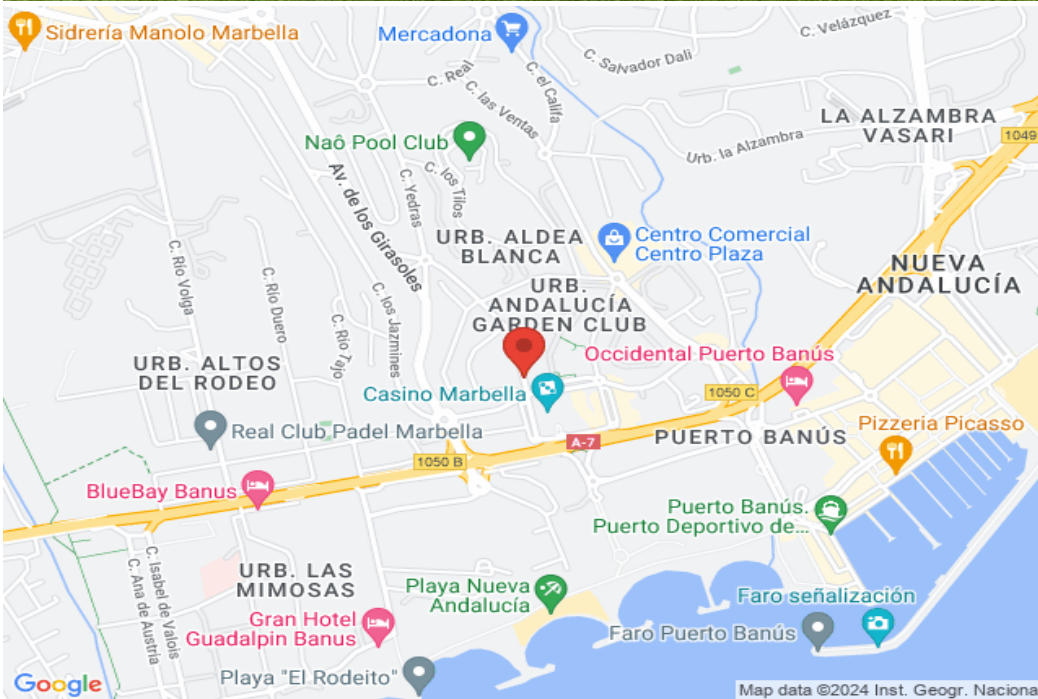 Sidrería Manolo Marbella
Mercadona
C. Velázquez
C. Real
C. el Califa
C. Salvador Dali
C. las Ventas
LA ALZAMBRA
VASARI
1049
Naô Pool Club
Urb. la Alzambra
C. los Tilos
C. Yedras
Av. de los Girasoles
URB. ALDEA
BLANCA
Centro Comercial
Centro Plaza
C. Río Volga
NUEVA
ANDALUCÍA
C. Río Duero
URB.
ANDALUCÍA
GARDEN CLUB
C. los Jazmines
C. Río Tajo
Occidental Puerto Banús
URB. ALTOS
DEL RODEO
Casino Marbella
1050 C
Real Club Padel Marbella
A-7
PUERTO BANÚS
Pizzeria Picasso
1050 B
BlueBay Banus
Puerto Banús.
Puerto Deportivo de...
C. Isabel de Valois
C. Ana de Austria
URB. LAS
MIMOSAS
Playa Nueva
Andalucía
Faro señalización
Gran Hotel
Guadalpin Banus
Faro Puerto Banús
Playa "El Rodeito"
Google
Map data ©2024 Inst. Geogr. Naciona